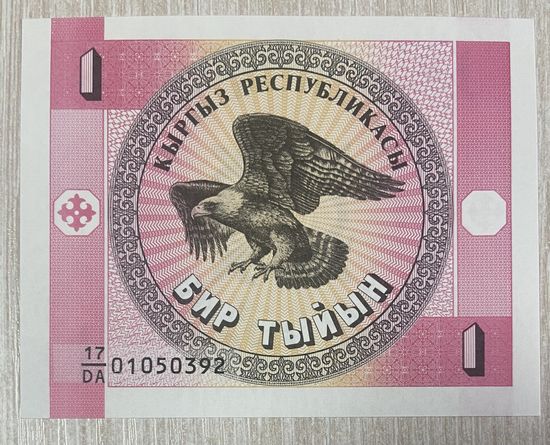 1
КЫРГЫЗ РЕСПУБЛИКАСЫ
БИР ТЫЙЫН
1
17
DA 01050392